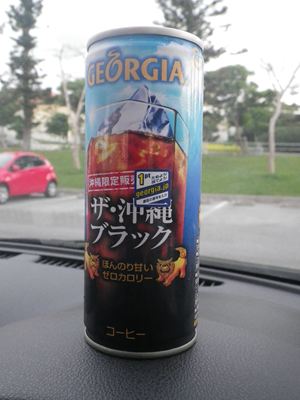 GEORGIA
沖縄限定販売
georgia.jp
ザ・沖縄
ブラック
ほんのり甘い
ゼロカロリー
コーヒー